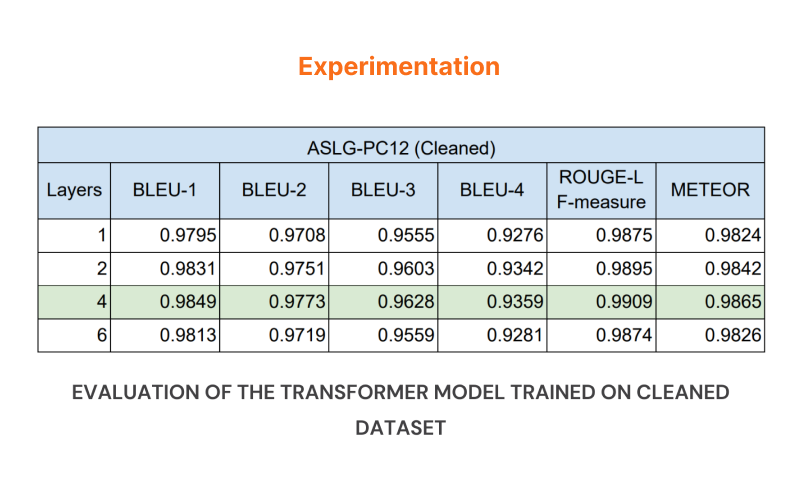 Experimentation
ASLG-PC12 (Cleaned)
Layers BLEU-1 BLEU-2 BLEU-3 BLEU-4 ROUGE-L F-measure METEOR
1 0.9795 0.9708 0.9555 0.9276 0.9875 0.9824
2 0.9831 0.9751 0.9603 0.9342 0.9895 0.9842
4 0.9849 0.9773 0.9628 0.9359 0.9909 0.9865
6 0.9813 0.9719 0.9559 0.9281 0.9874 0.9826
EVALUATION OF THE TRANSFORMER MODEL TRAINED ON CLEANED
DATASET